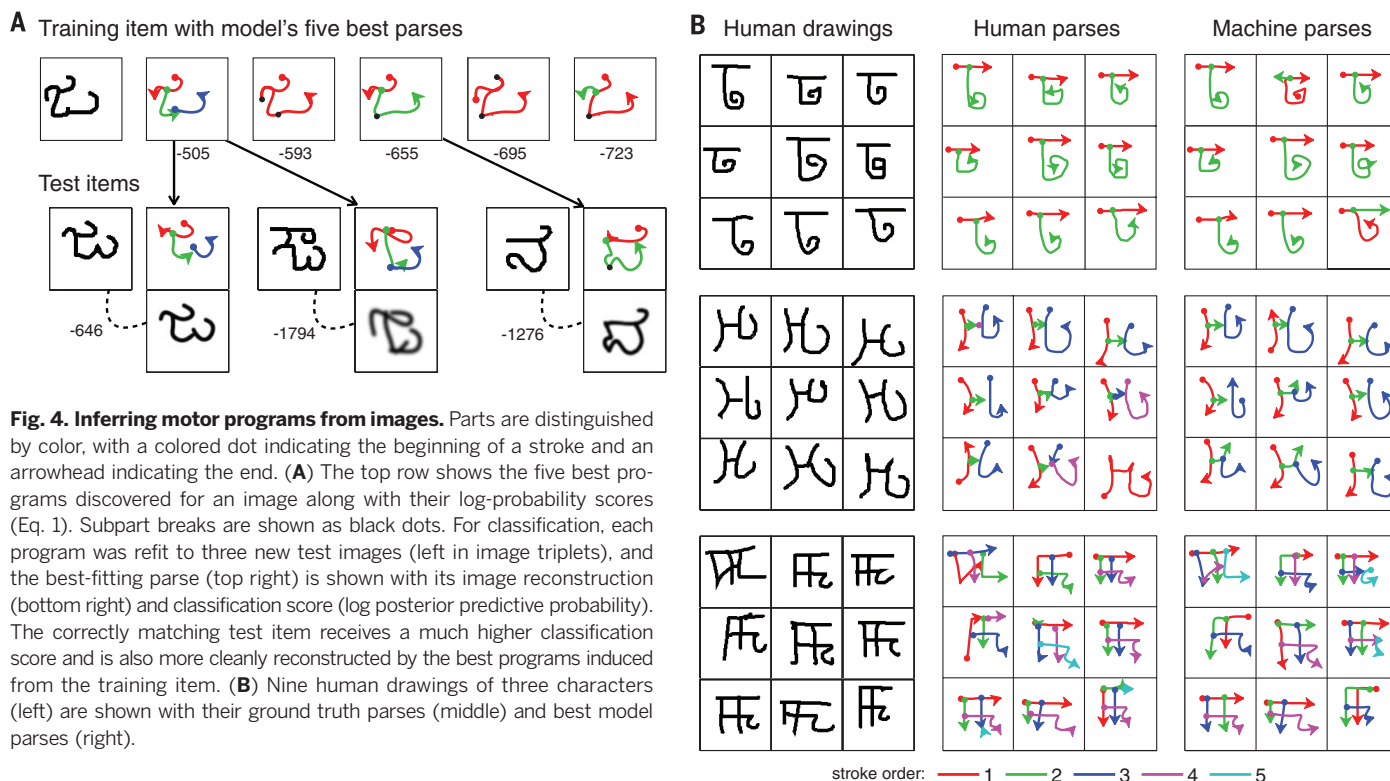 A Training item with model's five best parses
-505
-593
-655
-695
-723
Test items
-646
-1794
-1276
Fig. 4. Inferring motor programs from images. Parts are distinguished
by color, with a colored dot indicating the beginning of a stroke and an
arrowhead indicating the end. (A) The top row shows the five best pro-
grams discovered for an image along with their log-probability scores
(Eq. 1). Subpart breaks are shown as black dots. For classification, each
program was refit to three new test images (left in image triplets), and
the best-fitting parse (top right) is shown with its image reconstruction
(bottom right) and classification score (log posterior predictive probability).
The correctly matching test item receives a much higher classification
score and is also more cleanly reconstructed by the best programs induced
from the training item. (B) Nine human drawings of three characters
(left) are shown with their ground truth parses (middle) and best model
parses (right).
B Human drawings Human parses Machine parses
stroke order: 1 2 3 4 5